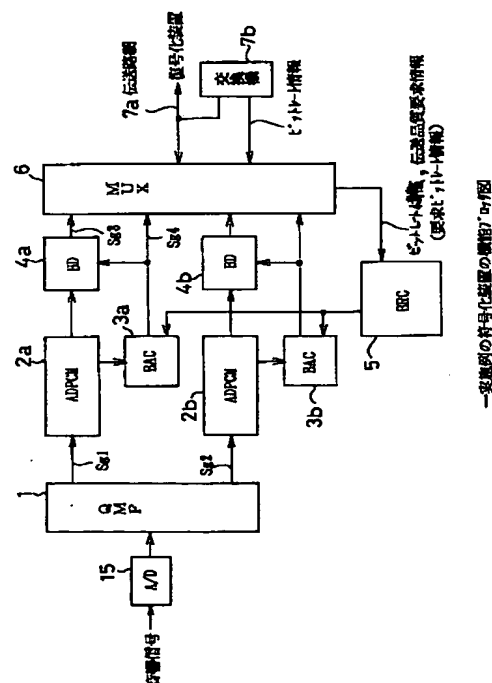 信号
15
A/D
1
QMF
Sg1
Sg2
2a
ADPCM
3a
BAC
4a
BD
Sg3
Sg4
2b
ADPCM
3b
BAC
4b
BD
5
BRC
6
MUX
7a 伝送路網
復号化装置
7b
交換機
ビットレート情報
ビットレート情報, 伝送品質要求情報
(要求ビットレート情報)
一実施例の符号化装置の機能ブロック図